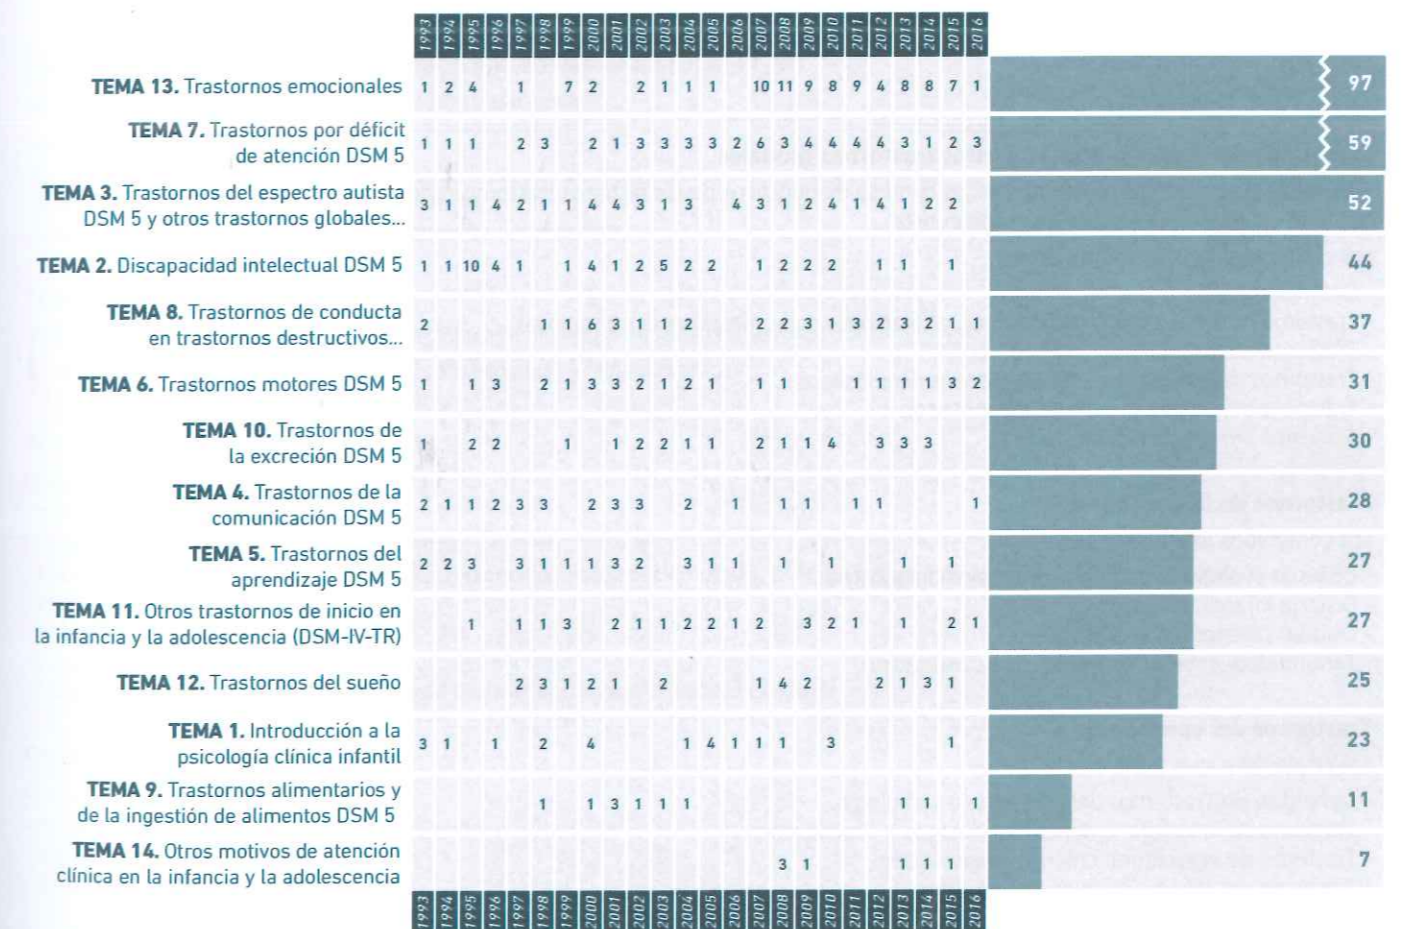 1993 1994 1995 1996 1997 1998 1999 2000 2001 2002 2003 2004 2005 2006 2007 2008 2009 2010 2011 2012 2013 2014 2015 2016
TEMA 13. Trastornos emocionales 1 2 4 1 7 2 2 1 1 1 10 11 9 8 9 4 8 8 7 1 97
TEMA 7. Trastornos por déficit
de atención DSM 5 1 1 1 2 3 2 1 3 3 3 3 2 6 3 4 4 4 4 3 1 2 3 59
TEMA 3. Trastornos del espectro autista
DSM 5 y otros trastornos globales... 3 1 1 4 2 1 1 4 4 3 1 3 4 3 1 2 4 1 4 1 2 2 52
TEMA 2. Discapacidad intelectual DSM 5 1 1 10 4 1 1 4 1 2 5 2 2 1 2 2 2 1 1 1 44
TEMA 8. Trastornos de conducta
en trastornos destructivos... 2 1 1 6 3 1 1 2 2 2 3 1 3 2 3 2 1 1 37
TEMA 6. Trastornos motores DSM 5 1 1 3 2 1 3 3 2 1 2 1 1 1 1 1 1 1 3 2 31
TEMA 10. Trastornos de
la excreción DSM 5 1 2 2 1 1 2 2 1 1 2 1 1 4 3 3 3 30
TEMA 4. Trastornos de la
comunicación DSM 5 2 1 1 2 3 3 2 3 3 2 1 1 1 1 1 1 28
TEMA 5. Trastornos del
aprendizaje DSM 5 2 2 3 3 1 1 1 3 2 3 1 1 1 1 1 1 27
TEMA 11. Otros trastornos de inicio en
la infancia y la adolescencia (DSM-IV-TR) 1 1 1 3 2 1 1 2 2 1 2 3 2 1 1 2 1 27
TEMA 12. Trastornos del sueño 2 3 1 2 1 2 1 4 2 2 1 3 1 25
TEMA 1. Introducción a la
psicología clínica infantil 3 1 1 2 4 1 4 1 1 1 3 1 23
TEMA 9. Trastornos alimentarios y
de la ingestión de alimentos DSM 5 1 1 3 1 1 1 1 1 1 11
TEMA 14. Otros motivos de atención
clínica en la infancia y la adolescencia 3 1 1 1 1 7
1993 1994 1995 1996 1997 1998 1999 2000 2001 2002 2003 2004 2005 2006 2007 2008 2009 2010 2011 2012 2013 2014 2015 2016